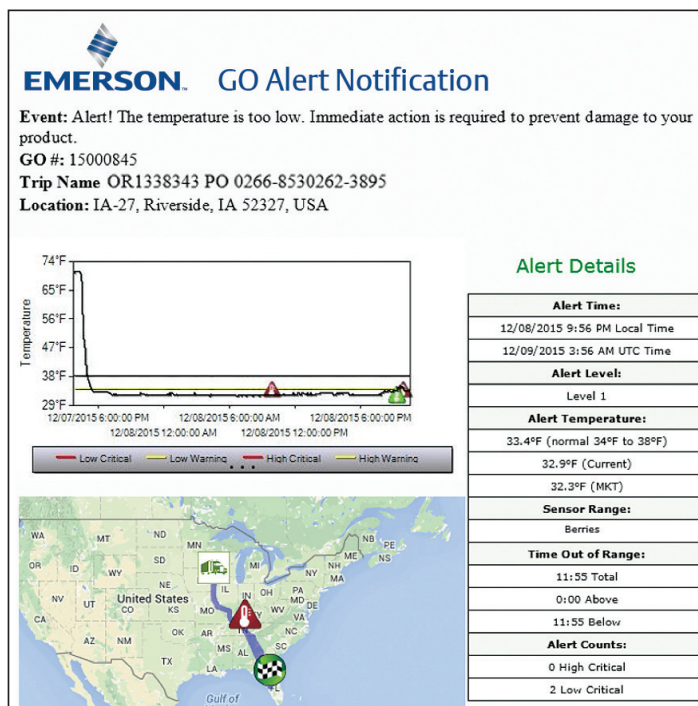 EMERSON™ GO Alert Notification
Event: Alert! The temperature is too low. Immediate action is required to prevent damage to your
product.
GO #: 15000845
Trip Name OR1338343 PO 0266-8530262-3895
Location: IA-27, Riverside, IA 52327, USA
74°F
65°F
56°F
47°F
38°F
29°F
Temperature
12/07/2015 6:00:00 PM
12/08/2015 6:00:00 AM
12/08/2015 6:00:00 PM
12/08/2015 12:00:00 AM
12/08/2015 12:00:00 PM
Low Critical
Low Warning
High Critical
High Warning
Alert Details
Alert Time:
12/08/2015 9:56 PM Local Time
12/09/2015 3:56 AM UTC Time
Alert Level:
Level 1
Alert Temperature:
33.4°F (normal 34°F to 38°F)
32.9°F (Current)
32.3°F (MKT)
Sensor Range:
Berries
Time Out of Range:
11:55 Total
0:00 Above
11:55 Below
Alert Counts:
0 High Critical
2 Low Critical
WA
MT
ND
MN
NB
PE
OR
ID
WY
SD
MI
NY
NH
ME
NS
MA
NV
UT
NE
United States
CO
KS
MO
IL
IN
OH
PA
MD
DE
WV
VA
CA
AZ
NM
OK
AR
NC
MS
AL
SC
TX
LA
FL
Gulf of